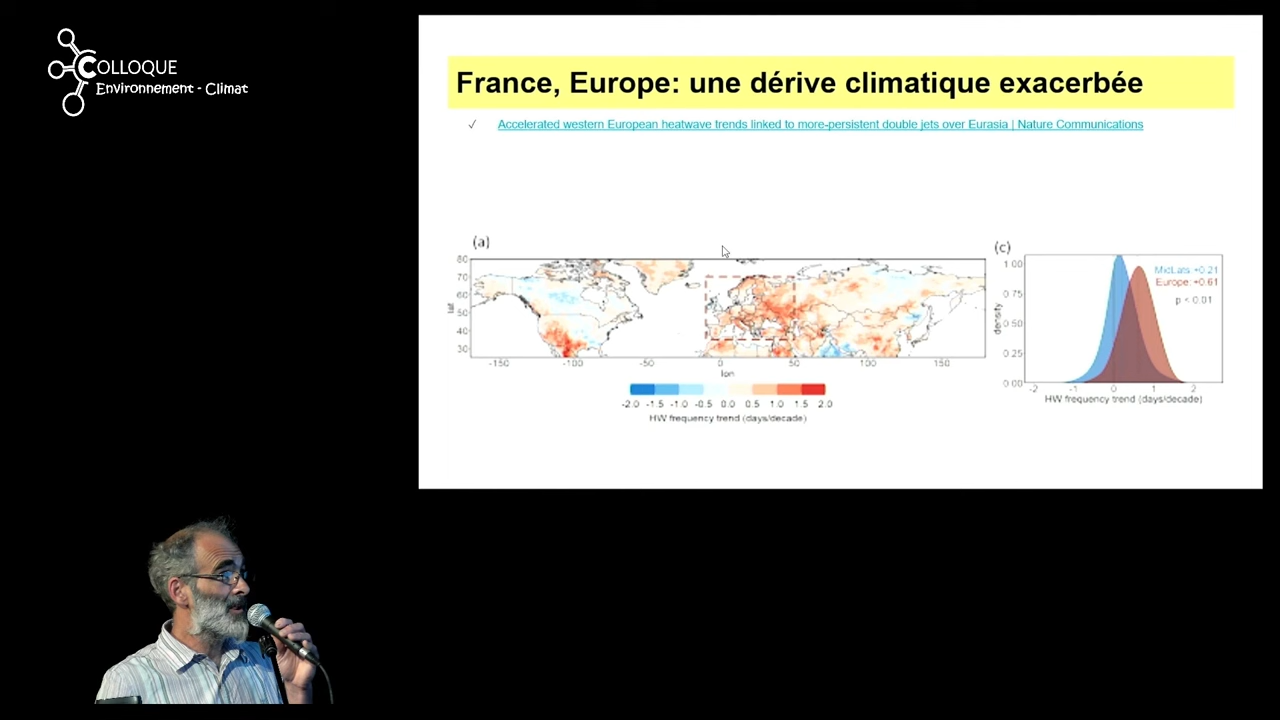 COLLOQUE
Environnement - Climat
France, Europe: une dérive climatique exacerbée
✓ Accelerated western European heatwave trends linked to more-persistent double jets over Eurasia | Nature Communications
(a)
80
70
60
50
40
30
lat
-150 -100 -50 0 50 100 150
lon
-2.0 -1.5 -1.0 -0.5 0.0 0.5 1.0 1.5 2.0
HW frequency trend (days/decade)
(c)
1.00
0.75
0.50
0.25
0.00
density
MidLats +0.21
Europe: +0.61
p < 0.01
-2 -1 0 1 2
HW frequency trend (days/decade)